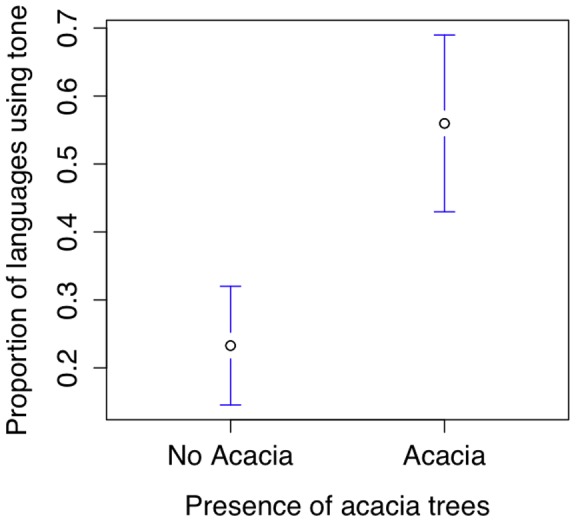 Proportion of languages using tone
0.7
0.6
0.5
0.4
0.3
0.2
No Acacia Acacia
Presence of acacia trees